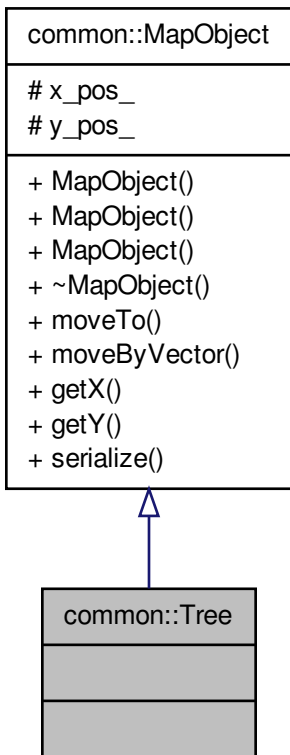 common::MapObject
# x_pos_
# y_pos_
+ MapObject()
+ MapObject()
+ MapObject()
+ ~MapObject()
+ moveTo()
+ moveByVector()
+ getX()
+ getY()
+ serialize()
common::Tree